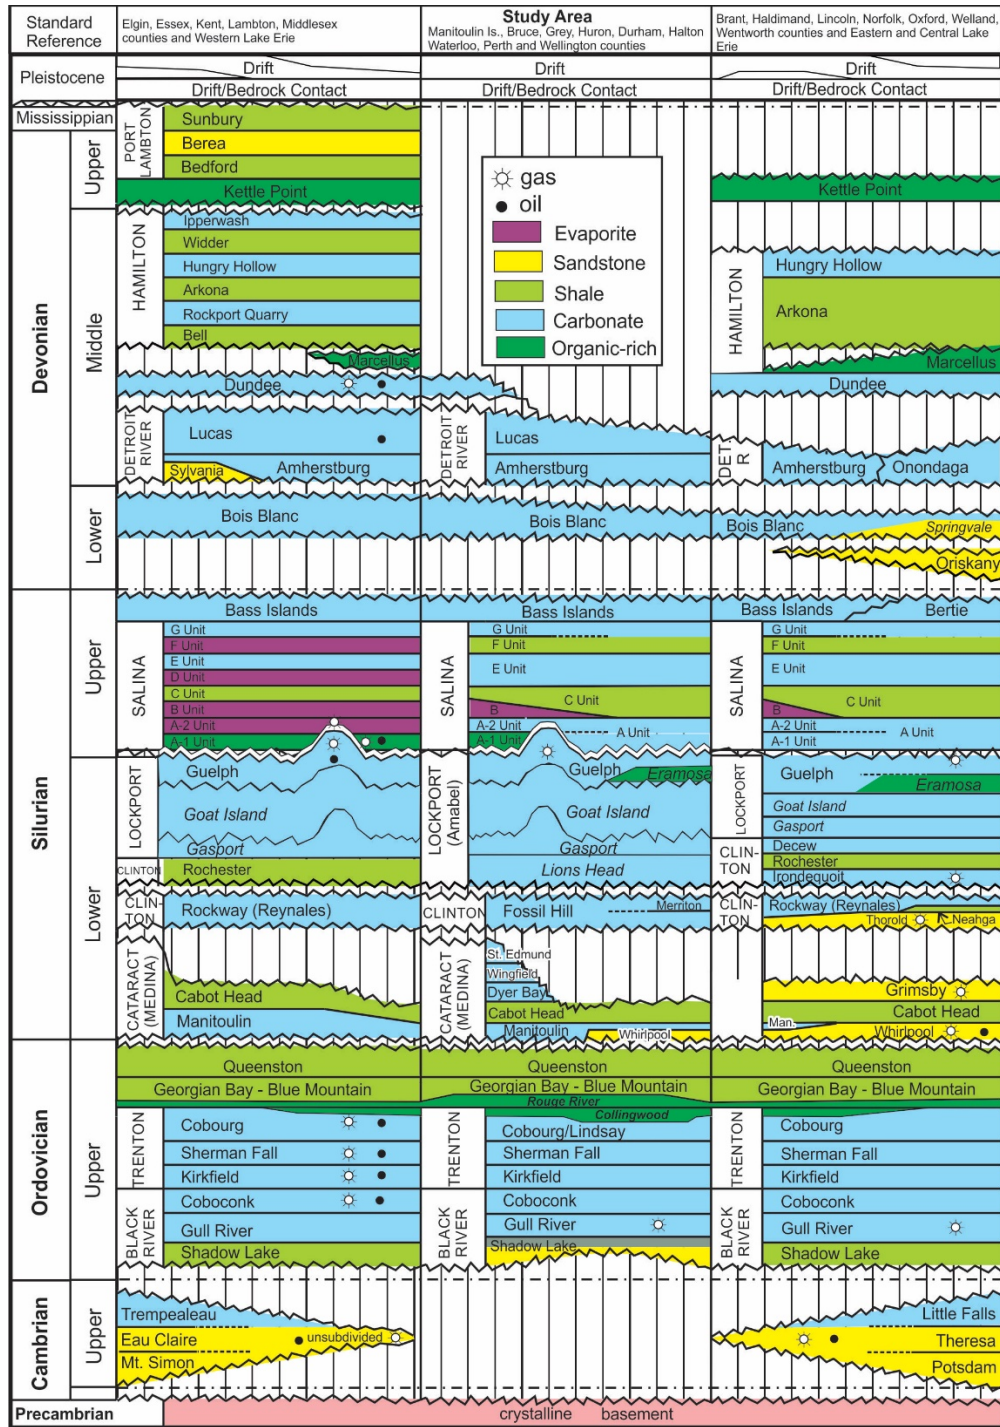 Standard
Reference
Elgin, Essex, Kent, Lambton, Middlesex
counties and Western Lake Erie
Study Area
Manitoulin Is., Bruce, Grey, Huron, Durham, Halton
Waterloo, Perth and Wellington counties
Brant, Haldimand, Lincoln, Norfolk, Oxford, Welland,
Wentworth counties and Eastern and Central Lake
Erie
Pleistocene
Drift
Drift/Bedrock Contact
Drift
Drift/Bedrock Contact
Drift
Drift/Bedrock Contact
Mississippian
Devonian
Upper
Middle
Lower
PORT
LAMBTON
Sunbury
Berea
Bedford
Kettle Point
HAMILTON
Ipperwash
Widder
Hungry Hollow
Arkona
Rockport Quarry
Bell
Marcellus
Dundee
DETROIT
RIVER
Lucas
Sylvania
Amherstburg
Bois Blanc
gas
oil
Evaporite
Sandstone
Shale
Carbonate
Organic-rich
DETROIT
RIVER
Lucas
Amherstburg
Bois Blanc
Kettle Point
HAMILTON
Hungry Hollow
Arkona
Marcellus
Dundee
DET.
R
Amherstburg
Onondaga
Bois Blanc
Springvale
Oriskany
Silurian
Upper
Lower
Bass Islands
SALINA
G Unit
F Unit
E Unit
D Unit
C Unit
B Unit
A-2 Unit
A-1 Unit
LOCKPORT
Guelph
Goat Island
Gasport
CLINTON
Rochester
CLIN-
TON
Rockway (Reynales)
CATARACT
(MEDINA)
Cabot Head
Manitoulin
Bass Islands
SALINA
G Unit
F Unit
E Unit
C Unit
B
A-2 Unit
A Unit
A-1 Unit
LOCKPORT
(Amabel)
Guelph
Eramosa
Goat Island
Gasport
Lions Head
CLINTON
Fossil Hill
Merriton
CATARACT
(MEDINA)
St. Edmund
Wingfield
Dyer Bay
Cabot Head
Manitoulin
Whirlpool
Bass Islands
Bertie
SALINA
G Unit
F Unit
E Unit
C Unit
B
A-2 Unit
A Unit
A-1 Unit
LOCKPORT
Guelph
Eramosa
Goat Island
Gasport
CLIN-
TON
Decew
Rochester
Irondequoit
CLIN-
TON
Rockway (Reynales)
Thorold
Neahga
CATARACT
(MEDINA)
Grimsby
Cabot Head
Man.
Whirlpool
Ordovician
Upper
Queenston
Georgian Bay - Blue Mountain
TRENTON
Cobourg
Sherman Fall
Kirkfield
BLACK
RIVER
Coboconk
Gull River
Shadow Lake
Queenston
Georgian Bay - Blue Mountain
Rouge River
Collingwood
TRENTON
Cobourg/Lindsay
Sherman Fall
Kirkfield
BLACK
RIVER
Coboconk
Gull River
Shadow Lake
Queenston
Georgian Bay - Blue Mountain
TRENTON
Cobourg
Sherman Fall
Kirkfield
BLACK
RIVER
Coboconk
Gull River
Shadow Lake
Cambrian
Upper
Trempealeau
Eau Claire
unsubdivided
Mt. Simon
Little Falls
Theresa
Potsdam
Precambrian
crystalline basement